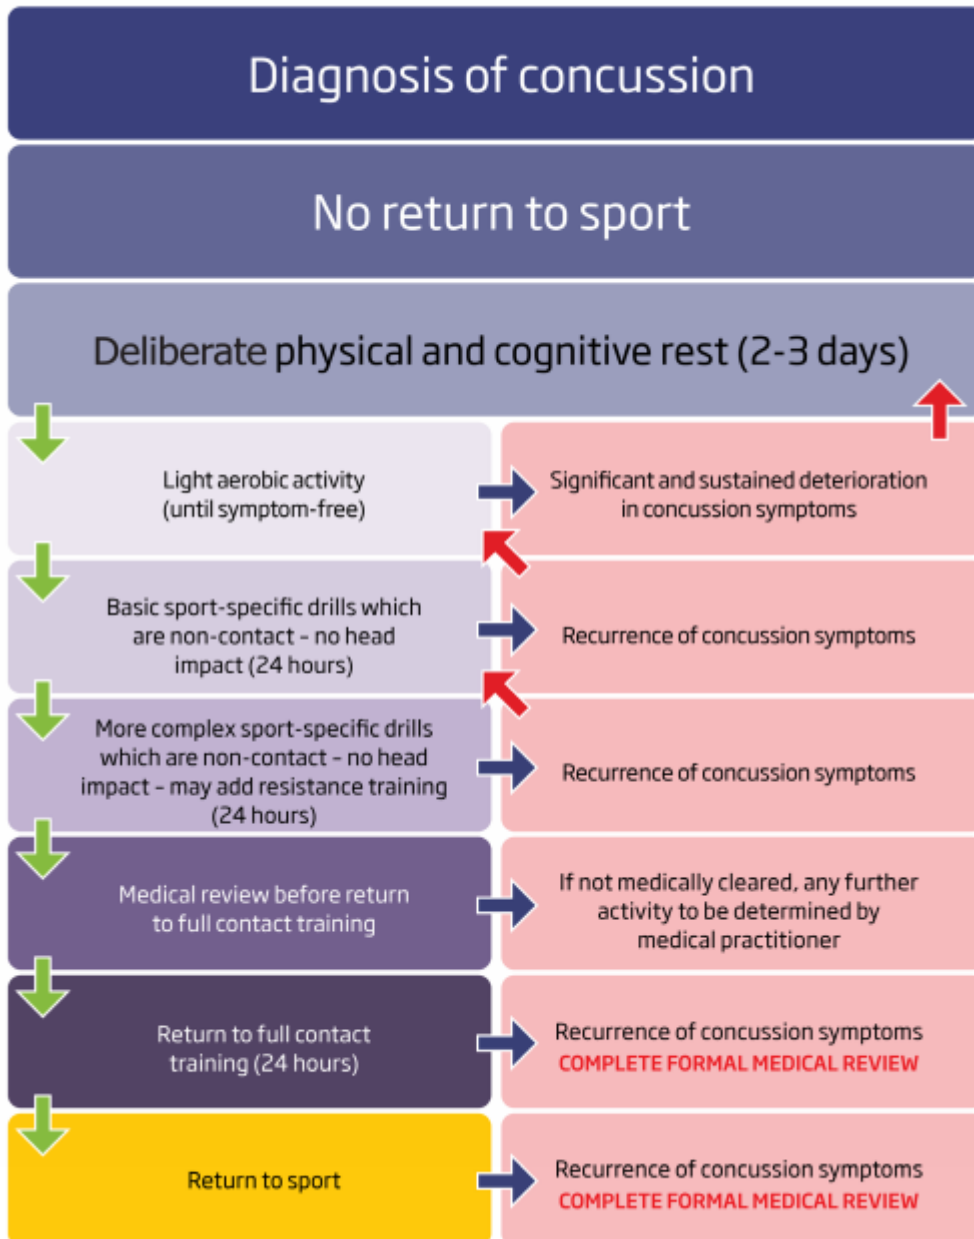 Diagnosis of concussion
No return to sport
Deliberate physical and cognitive rest (2-3 days)
Light aerobic activity
(until symptom-free)
Significant and sustained deterioration
in concussion symptoms
Basic sport-specific drills which
are non-contact – no head
impact (24 hours)
Recurrence of concussion symptoms
More complex sport-specific drills
which are non-contact – no head
impact – may add resistance training
(24 hours)
Recurrence of concussion symptoms
Medical review before return
to full contact training
If not medically cleared, any further
activity to be determined by
medical practitioner
Return to full contact
training (24 hours)
Recurrence of concussion symptoms
COMPLETE FORMAL MEDICAL REVIEW
Return to sport
Recurrence of concussion symptoms
COMPLETE FORMAL MEDICAL REVIEW